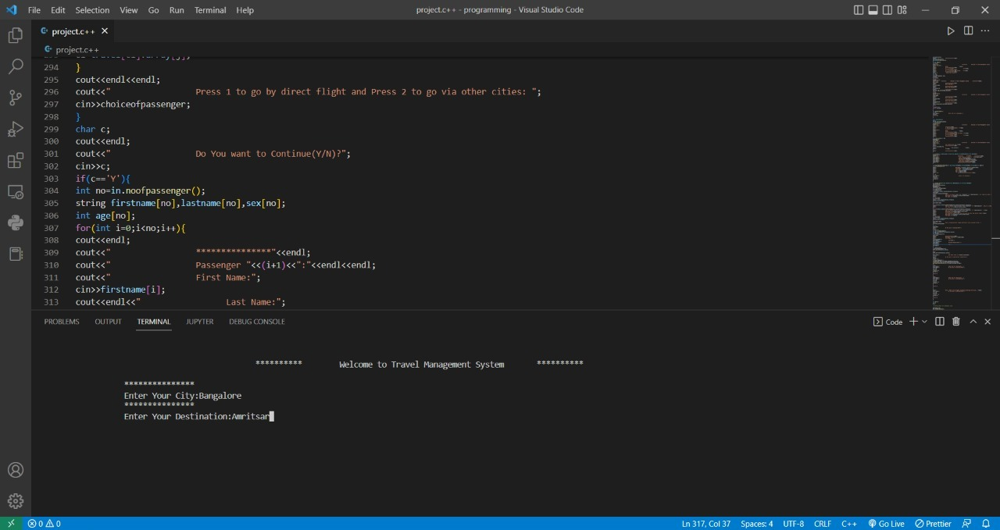 File Edit Selection View Go Run Terminal Help project.c++ - programming - Visual Studio Code
project.c++
project.c++
294 }
295 cout<<endl<<endl;
296 cout<<" Press 1 to go by direct flight and Press 2 to go via other cities: ";
297 cin>>choiceofpassenger;
298 }
299 char c;
300 cout<<endl;
301 cout<<" Do You want to Continue(Y/N)?";
302 cin>>c;
303 if(c=='Y'){
304 int no=in.noofpassenger();
305 string firstname[no],lastname[no],sex[no];
306 int age[no];
307 for(int i=0;i<no;i++){
308 cout<<endl;
309 cout<<" ***************"<<endl;
310 cout<<" Passenger "<<(i+1)<<":"<<endl<<endl;
311 cout<<" First Name:";
312 cin>>firstname[i];
313 cout<<endl<<" Last Name:";
PROBLEMS OUTPUT TERMINAL JUPYTER DEBUG CONSOLE Code
********** Welcome to Travel Management System **********
***************
Enter Your City:Bangalore
***************
Enter Your Destination:Amritsar
0 0 Ln 317, Col 37 Spaces: 4 UTF-8 CRLF C++ Go Live Prettier